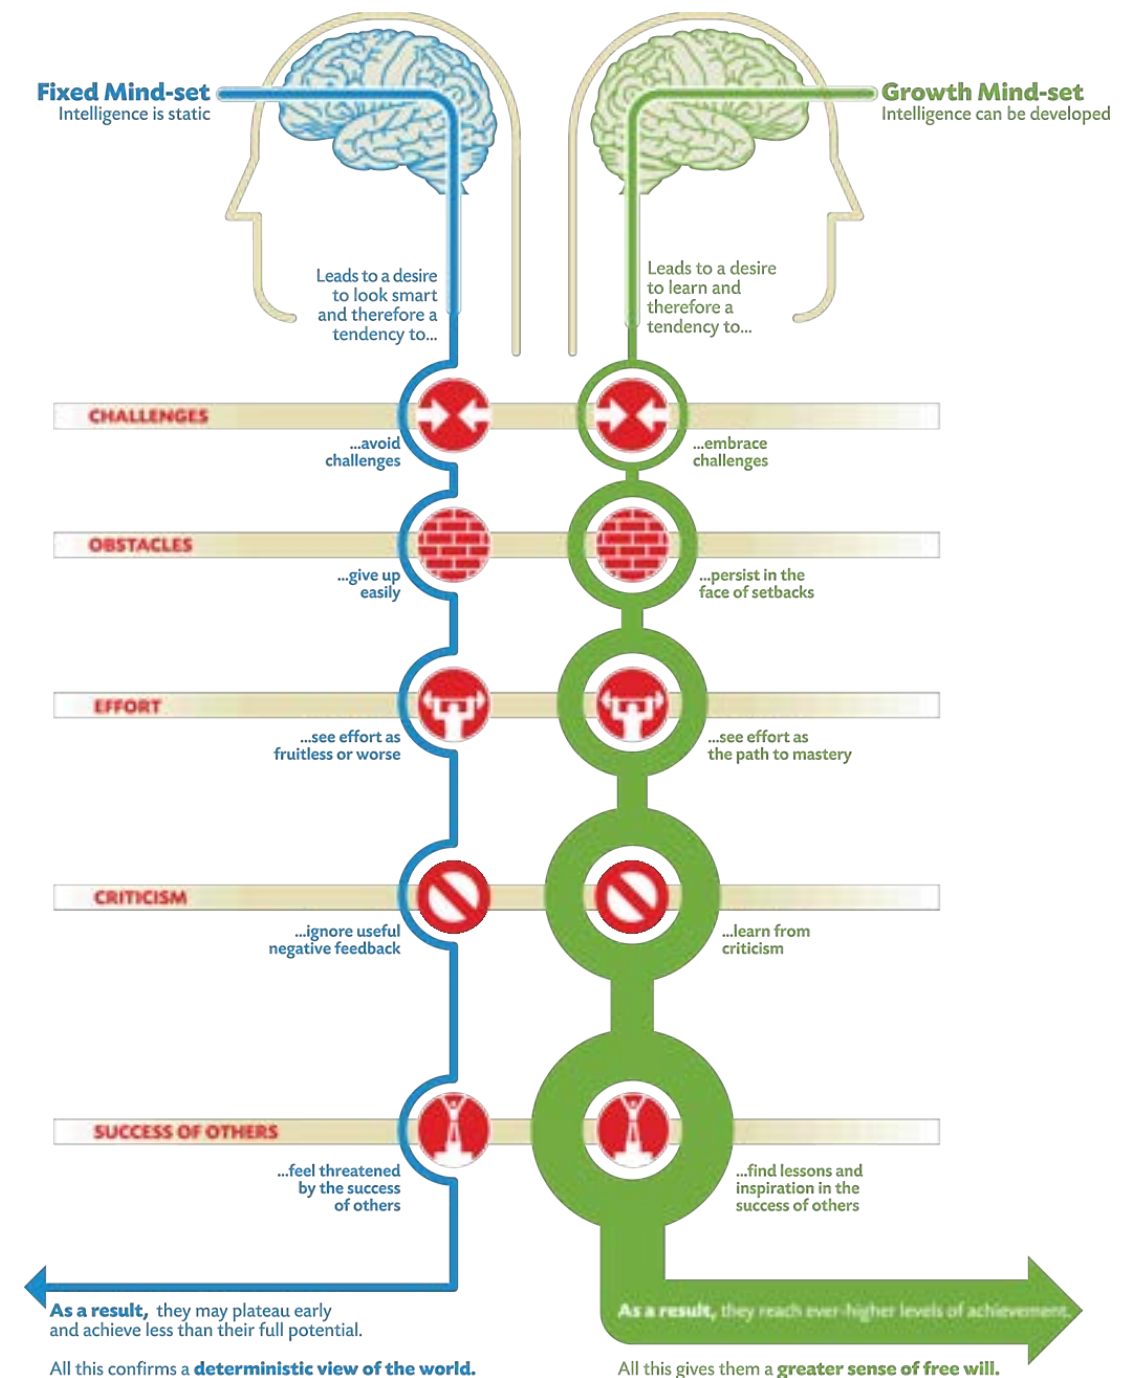 Fixed Mind-set
Intelligence is static
Growth Mind-set
Intelligence can be developed
Leads to a desire
to look smart
and therefore a
tendency to...
Leads to a desire
to learn and
therefore a
tendency to...
CHALLENGES
...avoid
challenges
...embrace
challenges
OBSTACLES
...give up
easily
...persist in the
face of setbacks
EFFORT
...see effort as
fruitless or worse
...see effort as
the path to mastery
CRITICISM
...ignore useful
negative feedback
...learn from
criticism
SUCCESS OF OTHERS
...feel threatened
by the success
of others
...find lessons and
inspiration in the
success of others
As a result, they may plateau early
and achieve less than their full potential.
All this confirms a deterministic view of the world.
As a result, they reach ever-higher levels of achievement.
All this gives them a greater sense of free will.